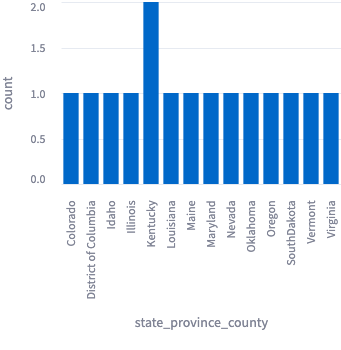 2.0
1.5
1.0
0.5
0.0
count
Colorado
District of Columbia
Idaho
Illinois
Kentucky
Louisiana
Maine
Maryland
Nevada
Oklahoma
Oregon
SouthDakota
Vermont
Virginia
state_province_county